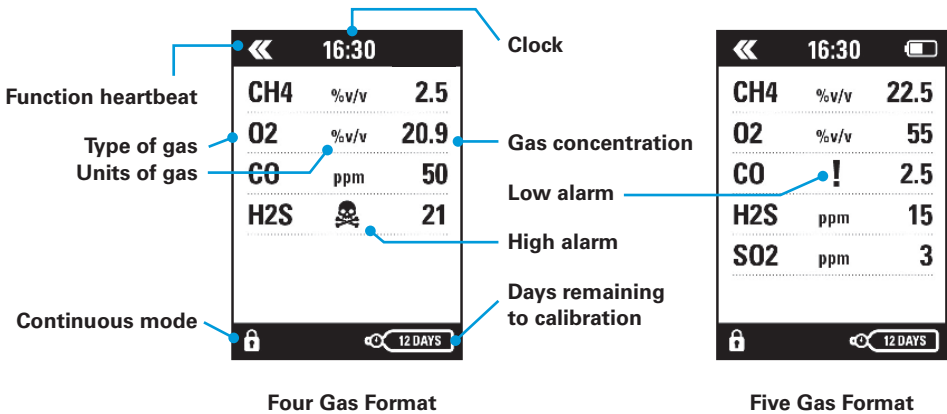 Function heartbeat
Type of gas
Units of gas
Continuous mode
16:30
CH4 %v/v 2.5
O2 %v/v 20.9
CO ppm 50
H2S 21
12 DAYS
Four Gas Format
Clock
Gas concentration
Low alarm
High alarm
Days remaining
to calibration
16:30
CH4 %v/v 22.5
O2 %v/v 55
CO ! 2.5
H2S ppm 15
SO2 ppm 3
12 DAYS
Five Gas Format